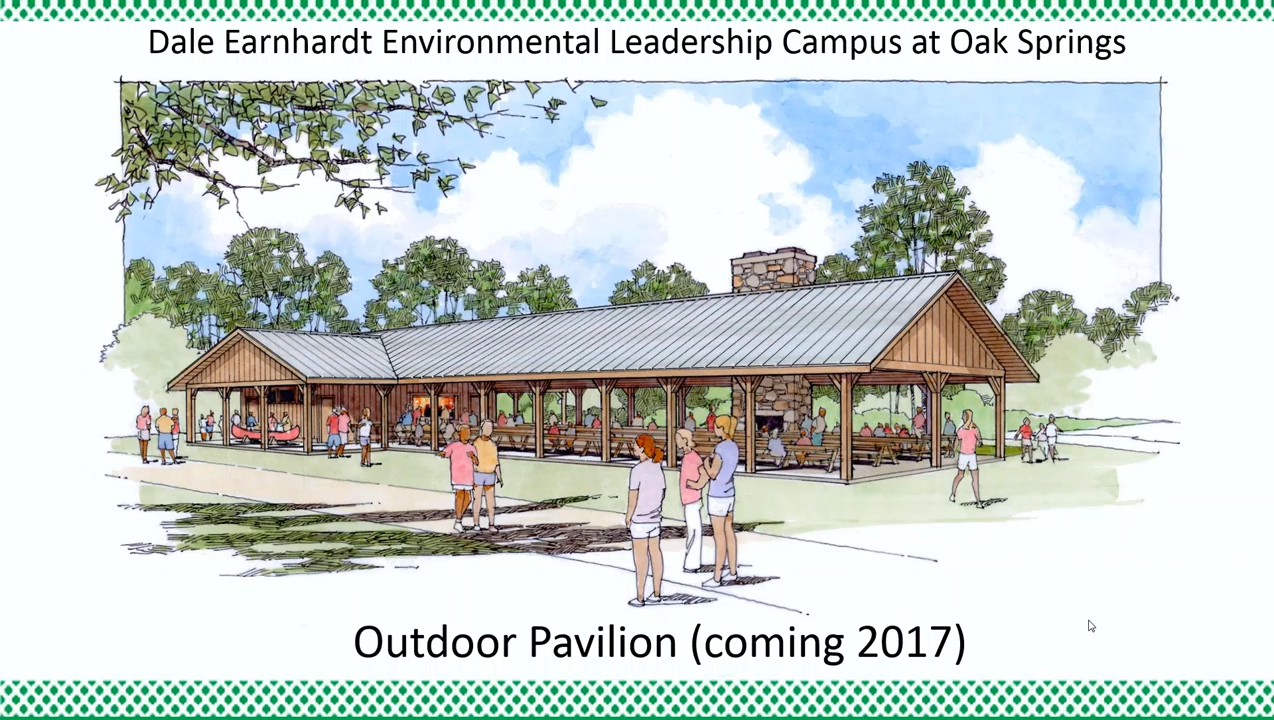 Dale Earnhardt Environmental Leadership Campus at Oak Springs
Outdoor Pavilion (coming 2017)